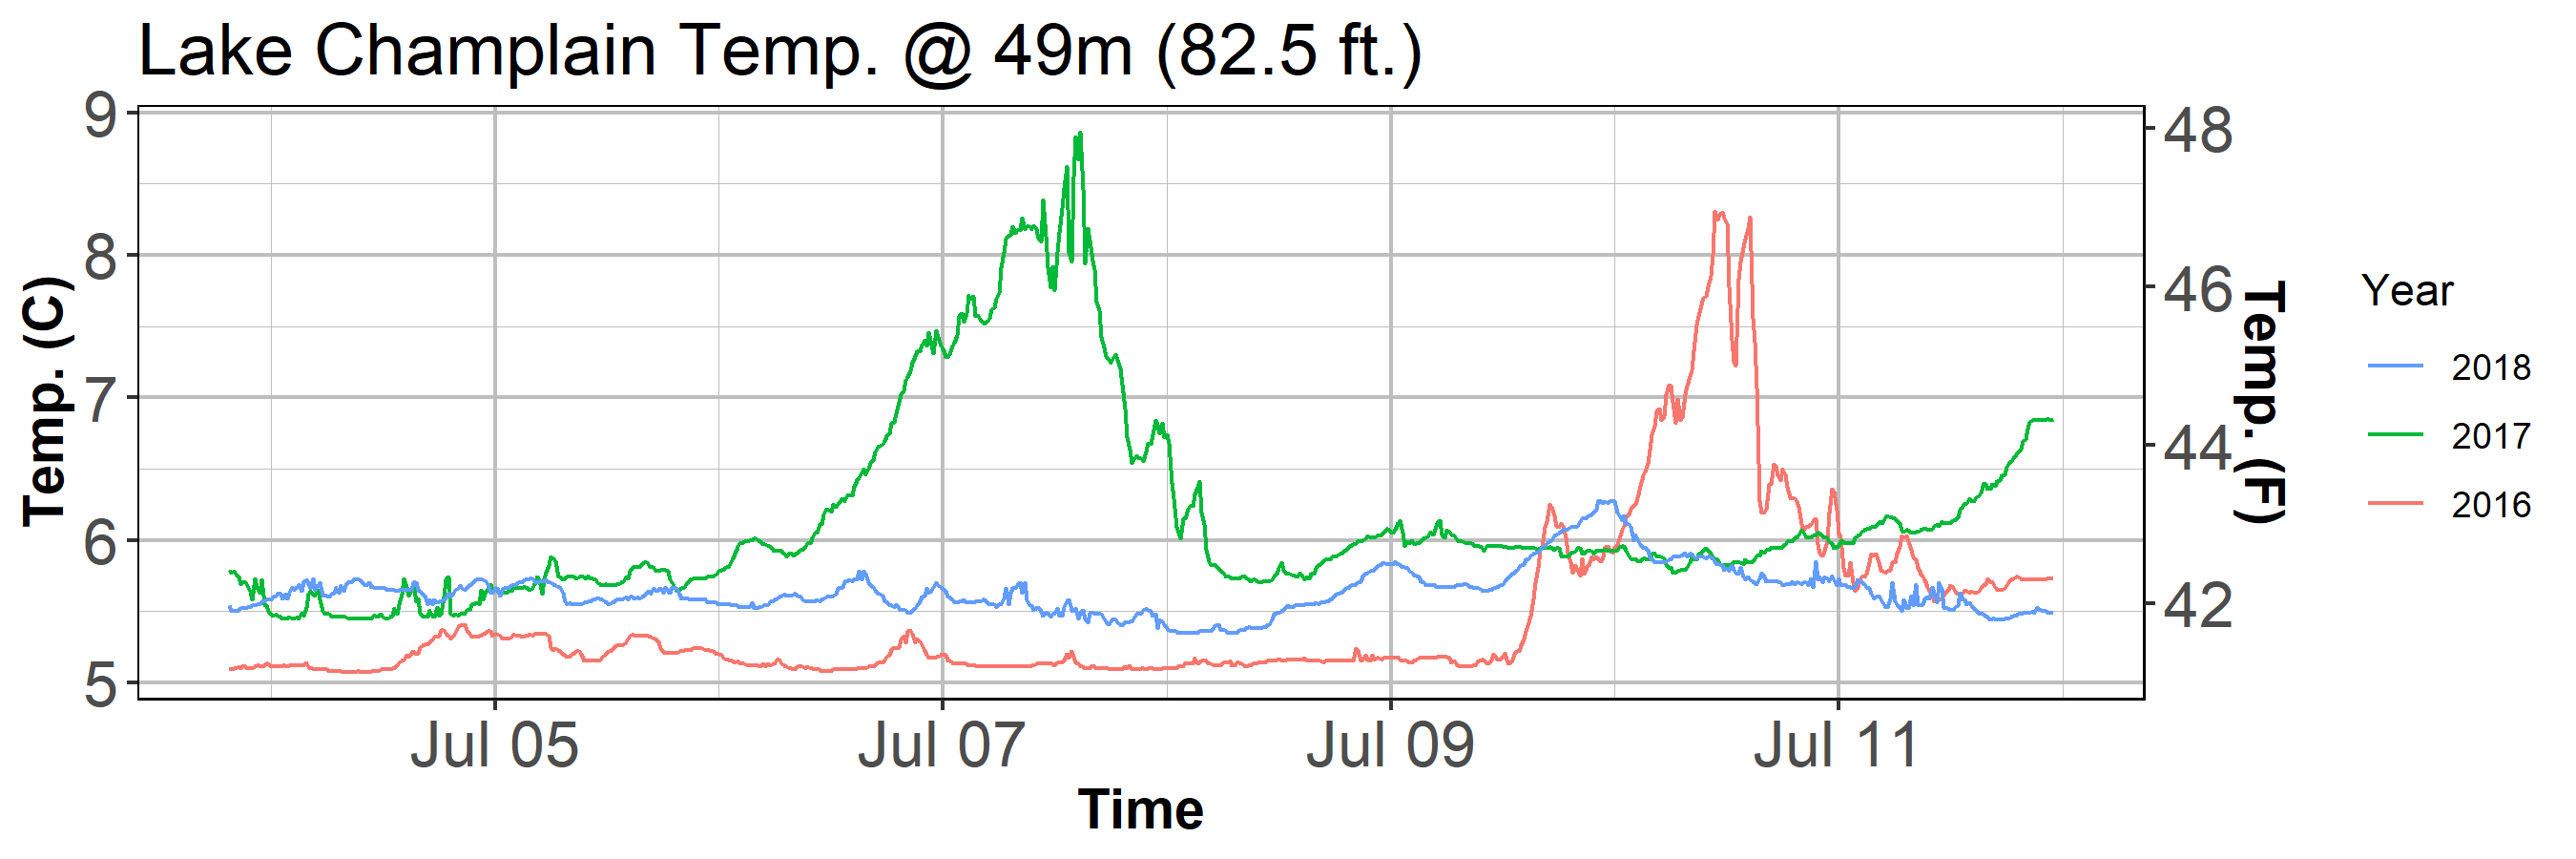 Lake Champlain Temp. @ 49m (82.5 ft.)
9
8
7
6
5
Temp. (C)
48
46
44
42
Temp. (F)
Jul 05
Jul 07
Jul 09
Jul 11
Time
Year
2018
2017
2016